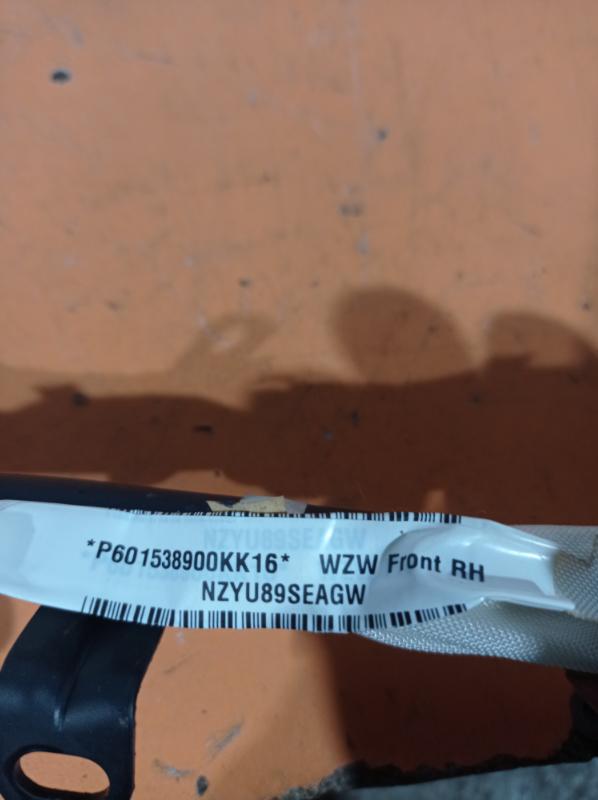 *P601538900KK16* WZW Front RH
NZYU89SEAGW